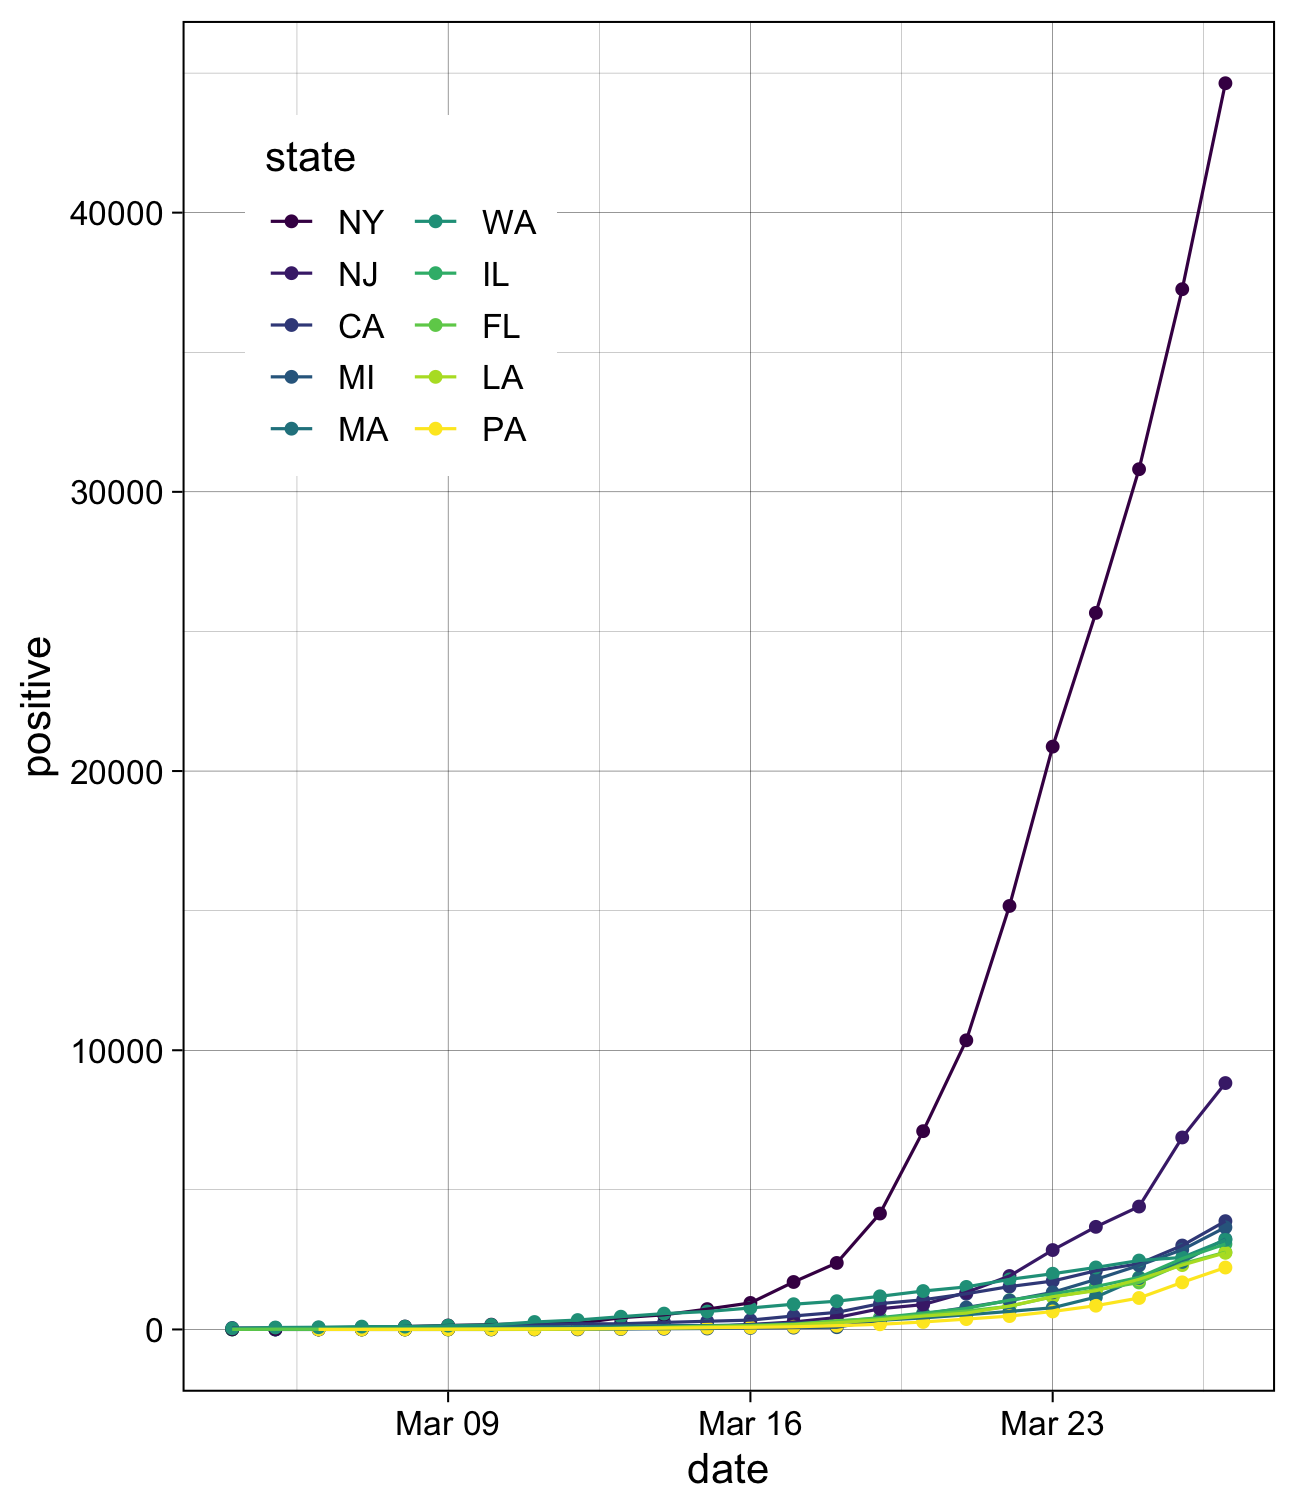 state
NY WA
NJ IL
CA FL
MI LA
MA PA
positive
40000
30000
20000
10000
0
Mar 09 Mar 16 Mar 23
date